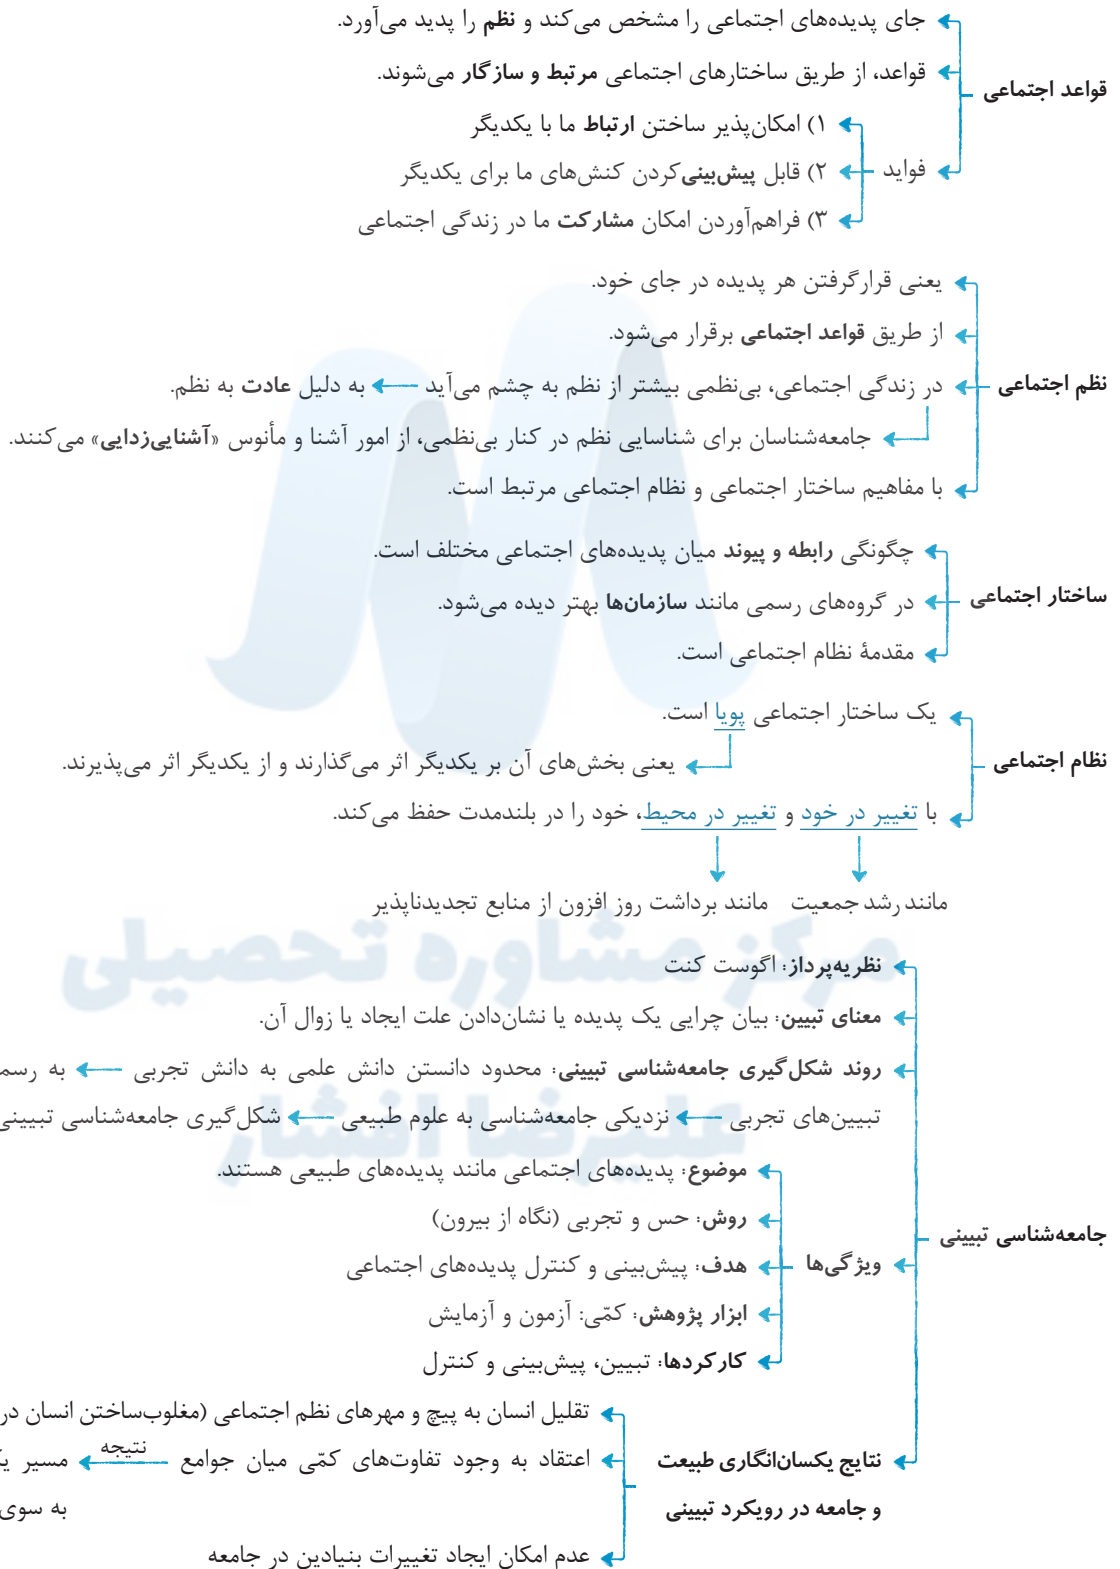 جای پدیده‌های اجتماعی را مشخص می‌کند و نظم را پدید می‌آورد.
قواعد اجتماعی
قواعد، از طریق ساختارهای اجتماعی مرتبط و سازگار می‌شوند.
۱) امکان‌پذیر ساختن ارتباط ما با یکدیگر
فواید
۲) قابل پیش‌بینی‌کردن کنش‌های ما برای یکدیگر
۳) فراهم‌آوردن امکان مشارکت ما در زندگی اجتماعی
یعنی قرارگرفتن هر پدیده در جای خود.
از طریق قواعد اجتماعی برقرار می‌شود.
نظم اجتماعی
در زندگی اجتماعی، بی‌نظمی بیشتر از نظم به چشم می‌آید به دلیل عادت به نظم.
جامعه‌شناسان برای شناسایی نظم در کنار بی‌نظمی، از امور آشنا و مأنوس «آشنایی‌زدایی» می‌کنند.
با مفاهیم ساختار اجتماعی و نظام اجتماعی مرتبط است.
چگونگی رابطه و پیوند میان پدیده‌های اجتماعی مختلف است.
ساختار اجتماعی
در گروه‌های رسمی مانند سازمان‌ها بهتر دیده می‌شود.
مقدمهٔ نظام اجتماعی است.
یک ساختار اجتماعی پویا است.
نظام اجتماعی
یعنی بخش‌های آن بر یکدیگر اثر می‌گذارند و از یکدیگر اثر می‌پذیرند.
با تغییر در خود و تغییر در محیط، خود را در بلندمدت حفظ می‌کند.
مانند رشد جمعیت مانند برداشت روز افزون از منابع تجدیدناپذیر
مرکز مشاوره تحصیلی
علیرضا افشار
نظریه‌پرداز: اگوست کنت
معنای تبیین: بیان چرایی یک پدیده یا نشان‌دادن علت ایجاد یا زوال آن.
روند شکل‌گیری جامعه‌شناسی تبیینی: محدود دانستن دانش علمی به دانش تجربی به رسم
تبیین‌های تجربی نزدیکی جامعه‌شناسی به علوم طبیعی شکل‌گیری جامعه‌شناسی تبیینی
جامعه‌شناسی تبیینی
موضوع: پدیده‌های اجتماعی مانند پدیده‌های طبیعی هستند.
روش: حس و تجربی (نگاه از بیرون)
ویژگی‌ها
هدف: پیش‌بینی و کنترل پدیده‌های اجتماعی
ابزار پژوهش: کمّی: آزمون و آزمایش
کارکردها: تبیین، پیش‌بینی و کنترل
تقلیل انسان به پیچ و مهرهای نظم اجتماعی (مغلوب‌ساختن انسان در
نتایج یکسان‌انگاری طبیعت
و جامعه در رویکرد تبیینی
اعتقاد به وجود تفاوت‌های کمّی میان جوامع نتیجه مسیر
به سوی
عدم امکان ایجاد تغییرات بنیادین در جامعه